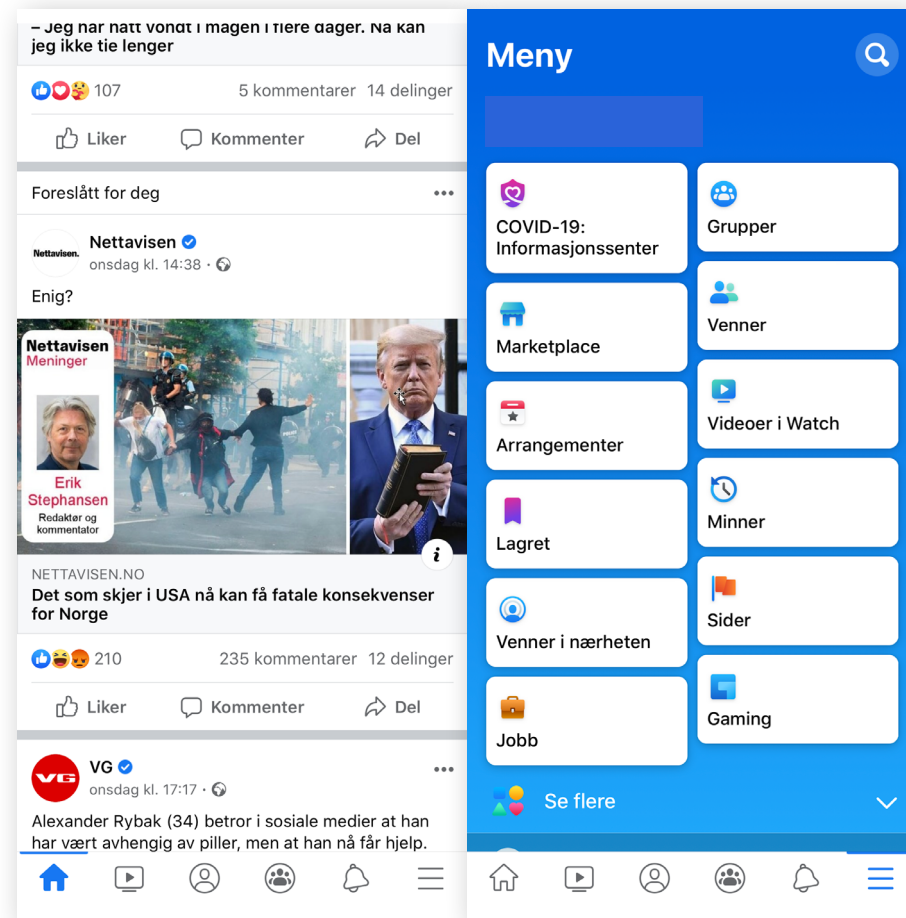 – Jeg har hatt vondt i magen i flere dager. Nå kan
jeg ikke tie lenger
107
5 kommentarer 14 delinger
Liker
Kommenter
Del
Foreslått for deg
Nettavisen.
Nettavisen
onsdag kl. 14:38 ·
Enig?
Nettavisen
Meninger
Erik
Stephansen
Redaktør og
kommentator
i
NETTAVISEN.NO
Det som skjer i USA nå kan få fatale konsekvenser
for Norge
210
235 kommentarer 12 delinger
Liker
Kommenter
Del
VG
VG
onsdag kl. 17:17 ·
Alexander Rybak (34) betror i sosiale medier at han
har vært avhengig av piller, men at han nå får hjelp.
Meny
COVID-19:
Informasjonssenter
Grupper
Marketplace
Venner
Arrangementer
Videoer i Watch
Lagret
Minner
Venner i nærheten
Sider
Jobb
Gaming
Se flere